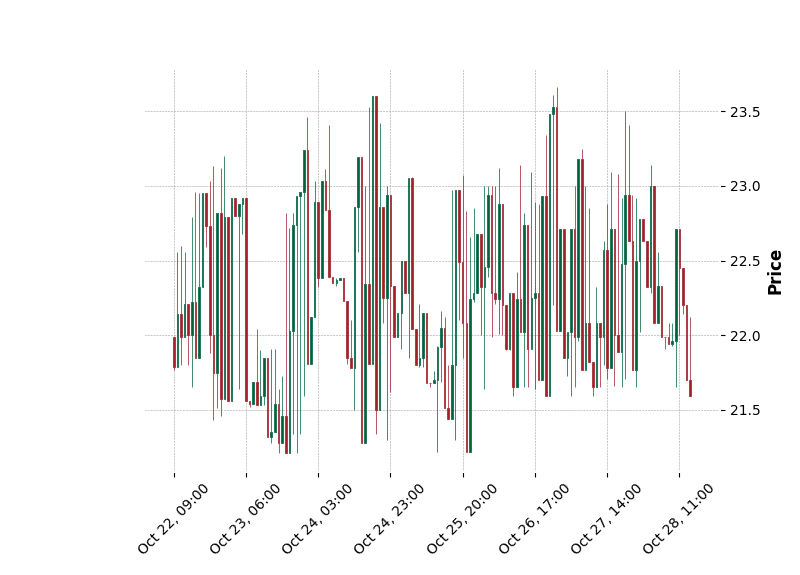 23.5
23.0
22.5
22.0
21.5
Price
Oct 22, 09:00
Oct 23, 06:00
Oct 24, 03:00
Oct 24, 23:00
Oct 25, 20:00
Oct 26, 17:00
Oct 27, 14:00
Oct 28, 11:00